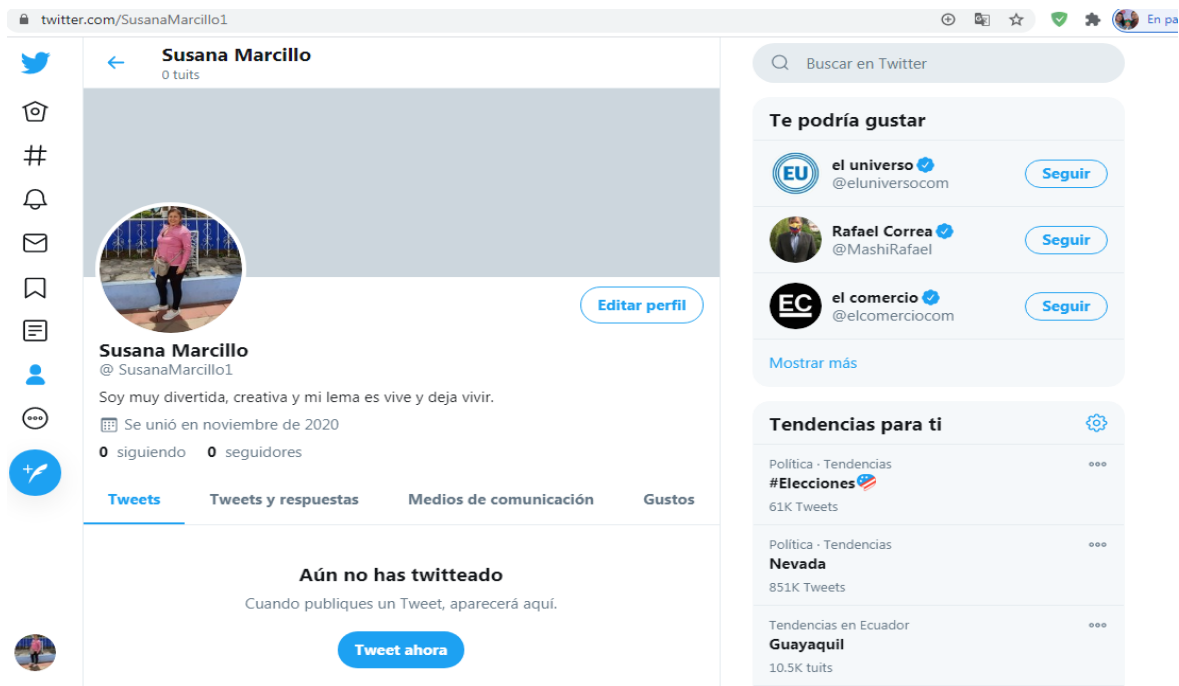 twitter.com/SusanaMarcillo1
En pa
Susana Marcillo
0 tuits
Editar perfil
Susana Marcillo
@ SusanaMarcillo1
Soy muy divertida, creativa y mi lema es vive y deja vivir.
Se unió en noviembre de 2020
0 siguiendo 0 seguidores
Tweets Tweets y respuestas Medios de comunicación Gustos
Aún no has twitteado
Cuando publiques un Tweet, aparecerá aquí.
Tweet ahora
Buscar en Twitter
Te podría gustar
EU
el universo
@eluniversocom
Seguir
Rafael Correa
@MashiRafael
Seguir
EC
el comercio
@elcomerciocom
Seguir
Mostrar más
Tendencias para ti
Política · Tendencias
#Elecciones
61K Tweets
Política · Tendencias
Nevada
851K Tweets
Tendencias en Ecuador
Guayaquil
10.5K tuits